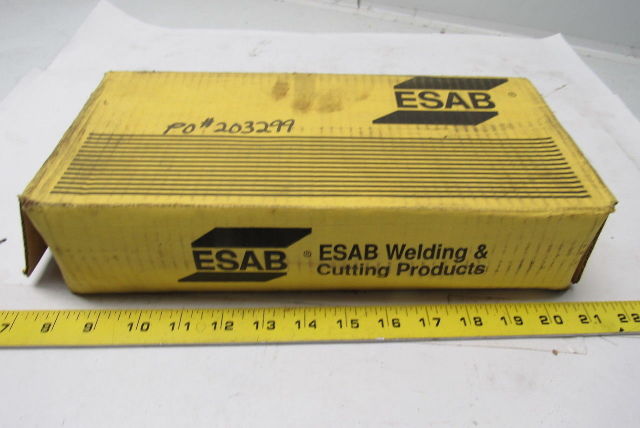 ESAB ®
PO# 203299
ESAB ® ESAB Welding &
Cutting Products
7 8 9 10 11 12 13 14 15 16 17 18 19 20 21 22